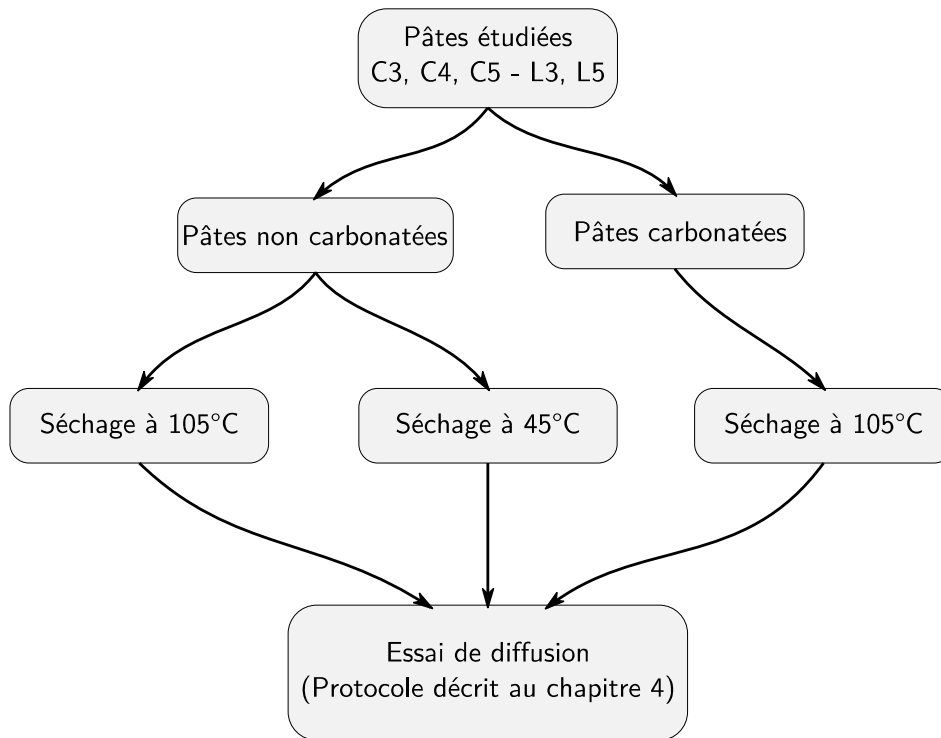 Pâtes étudiées
C3, C4, C5 - L3, L5
Pâtes non carbonatées
Pâtes carbonatées
Séchage à 105°C
Séchage à 45°C
Séchage à 105°C
Essai de diffusion
(Protocole décrit au chapitre 4)